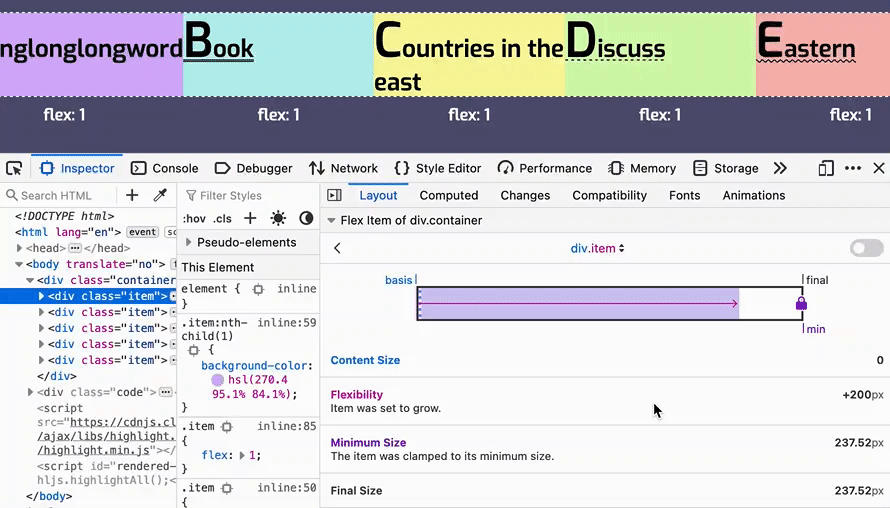 nglonglongword Book Countries in the Discuss Eastern
east
flex: 1 flex: 1 flex: 1 flex: 1 flex: 1
Inspector Console Debugger Network Style Editor Performance Memory Storage
Search HTML
<!DOCTYPE html>
<html lang="en"> event sc
<head> </head>
<body translate="no">
<div class="container
<div class="item">
<div class="item">
<div class="item">
<div class="item">
<div class="item">
</div>
<div class="code">
<script
src="https://cdnjs.cl
/ajax/libs/highlight.
/highlight.min.js"></
<script id="rendered-
hljs.highlightAll();<
</body>
Filter Styles
:hov .cls
Pseudo-elements
This Element
element { inline
}
.item:nth- inline:59
child(1)
{
background-color:
hsl(270.4
95.1% 84.1%);
}
.item inline:85
{
flex: 1;
}
.item inline:50
{
Layout Computed Changes Compatibility Fonts Animations
Flex Item of div.container
div.item
basis final
min
Content Size 0
Flexibility +200px
Item was set to grow.
Minimum Size 237.52px
The item was clamped to its minimum size.
Final Size 237.52px